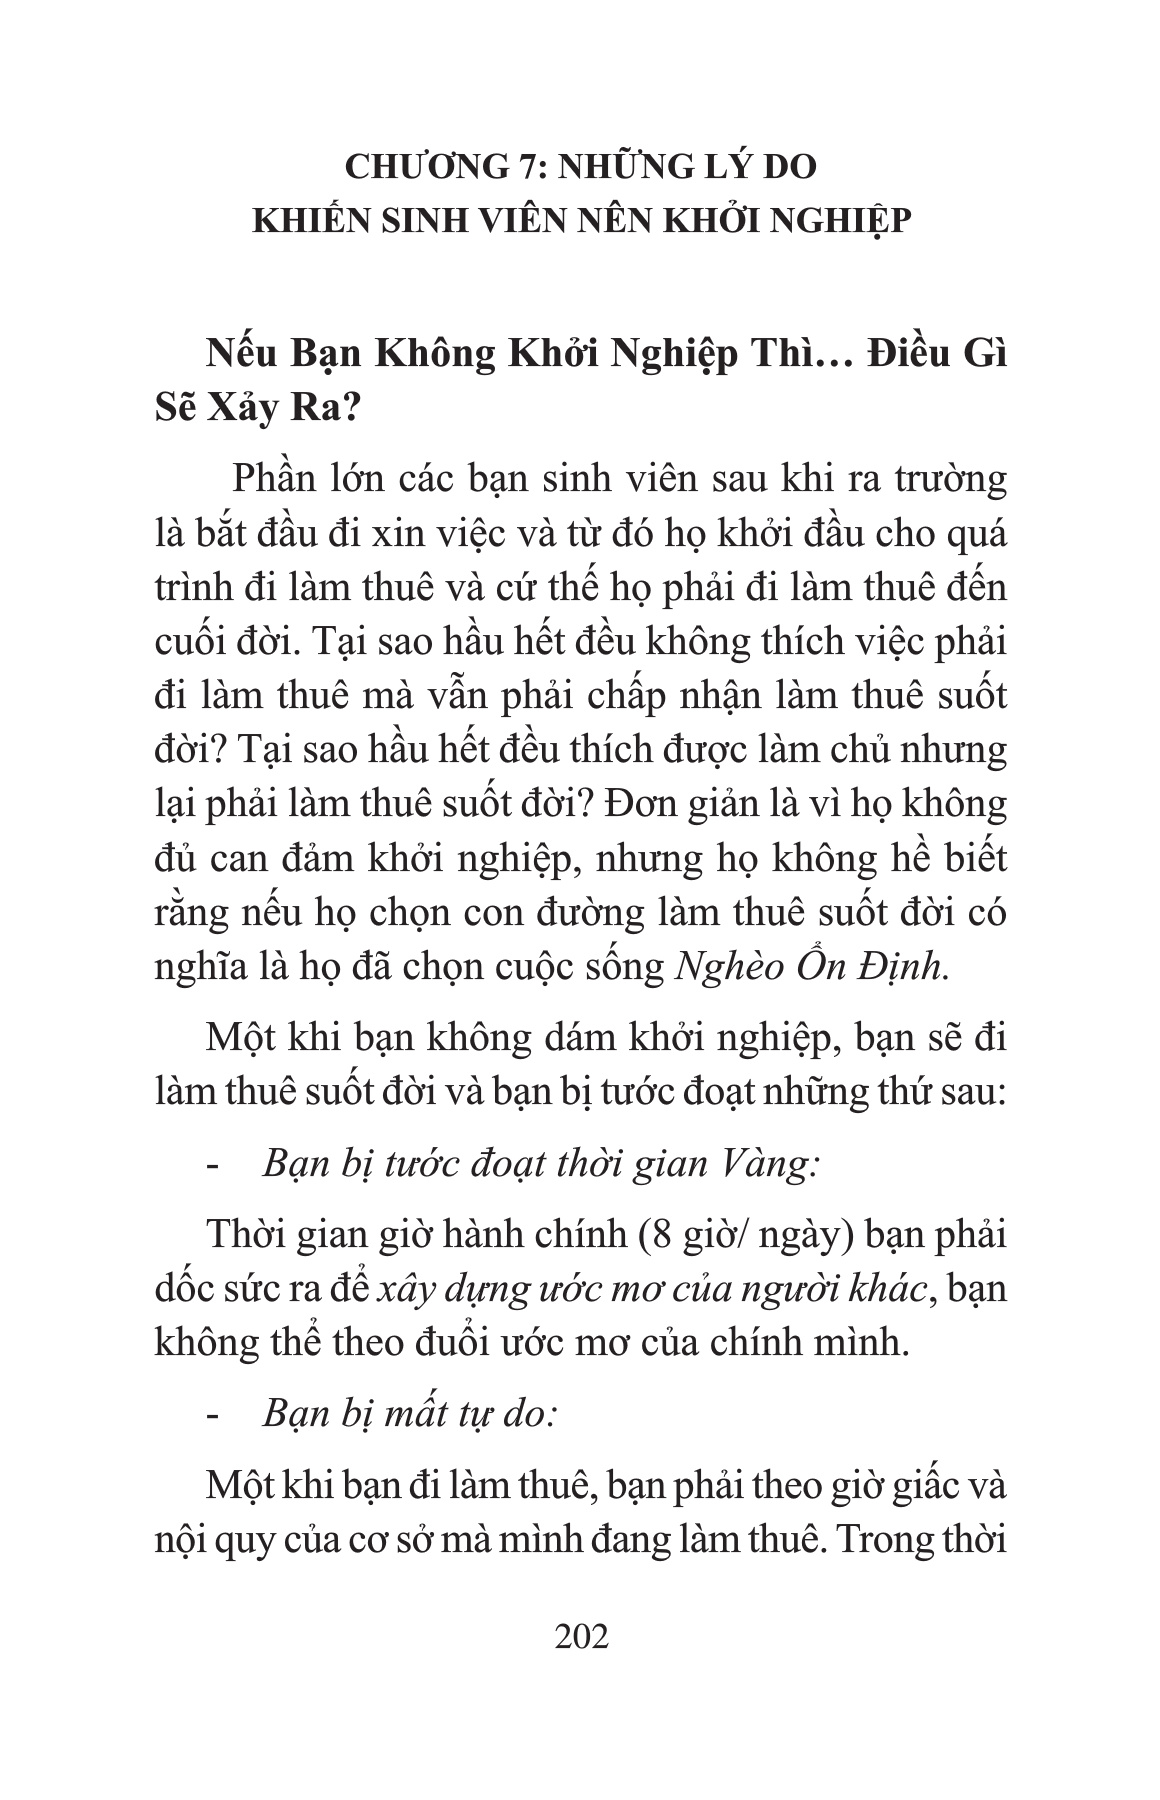 CHƯƠNG 7: NHỮNG LÝ DO
KHIẾN SINH VIÊN NÊN KHỞI NGHIỆP
Nếu Bạn Không Khởi Nghiệp Thì… Điều Gì
Sẽ Xảy Ra?
Phần lớn các bạn sinh viên sau khi ra trường
là bắt đầu đi xin việc và từ đó họ khởi đầu cho quá
trình đi làm thuê và cứ thế họ phải đi làm thuê đến
cuối đời. Tại sao hầu hết đều không thích việc phải
đi làm thuê mà vẫn phải chấp nhận làm thuê suốt
đời? Tại sao hầu hết đều thích được làm chủ nhưng
lại phải làm thuê suốt đời? Đơn giản là vì họ không
đủ can đảm khởi nghiệp, nhưng họ không hề biết
rằng nếu họ chọn con đường làm thuê suốt đời có
nghĩa là họ đã chọn cuộc sống Nghèo Ổn Định.
Một khi bạn không dám khởi nghiệp, bạn sẽ đi
làm thuê suốt đời và bạn bị tước đoạt những thứ sau:
- Bạn bị tước đoạt thời gian Vàng:
Thời gian giờ hành chính (8 giờ/ ngày) bạn phải
dốc sức ra để xây dựng ước mơ của người khác, bạn
không thể theo đuổi ước mơ của chính mình.
- Bạn bị mất tự do:
Một khi bạn đi làm thuê, bạn phải theo giờ giấc và
nội quy của cơ sở mà mình đang làm thuê. Trong thời
202